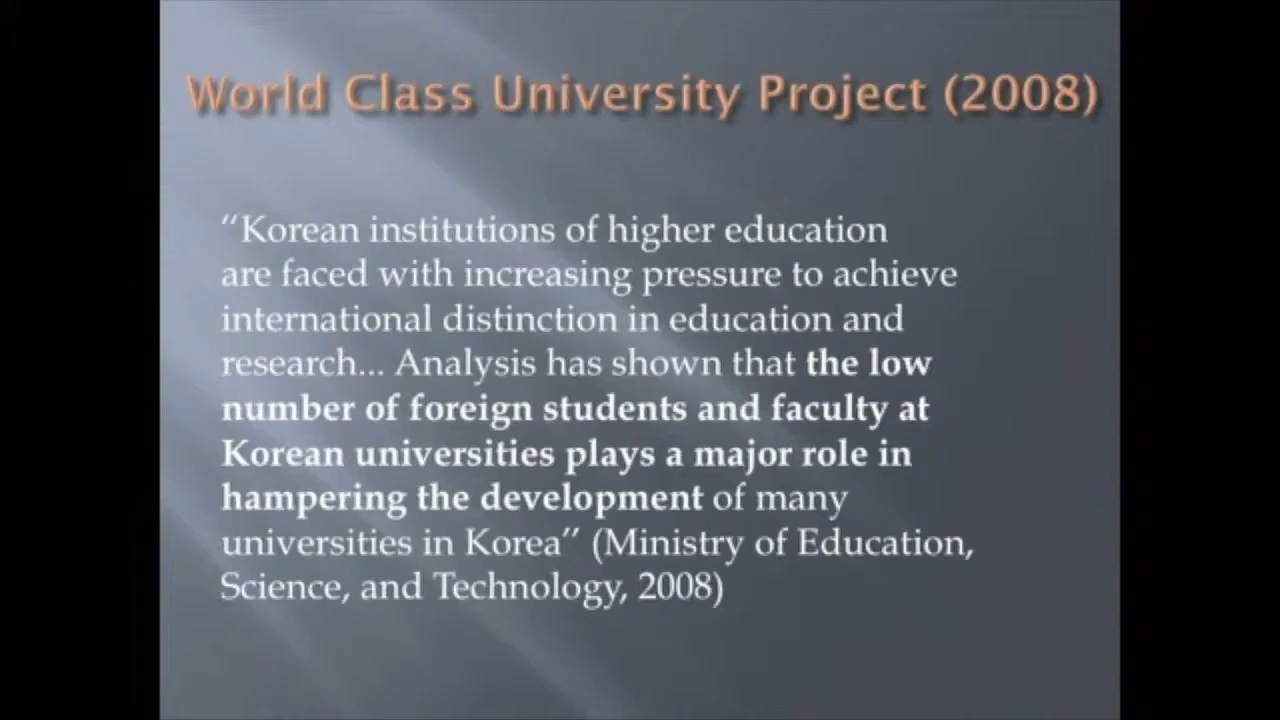 World Class University Project (2008)
“Korean institutions of higher education
are faced with increasing pressure to achieve
international distinction in education and
research... Analysis has shown that the low
number of foreign students and faculty at
Korean universities plays a major role in
hampering the development of many
universities in Korea” (Ministry of Education,
Science, and Technology, 2008)